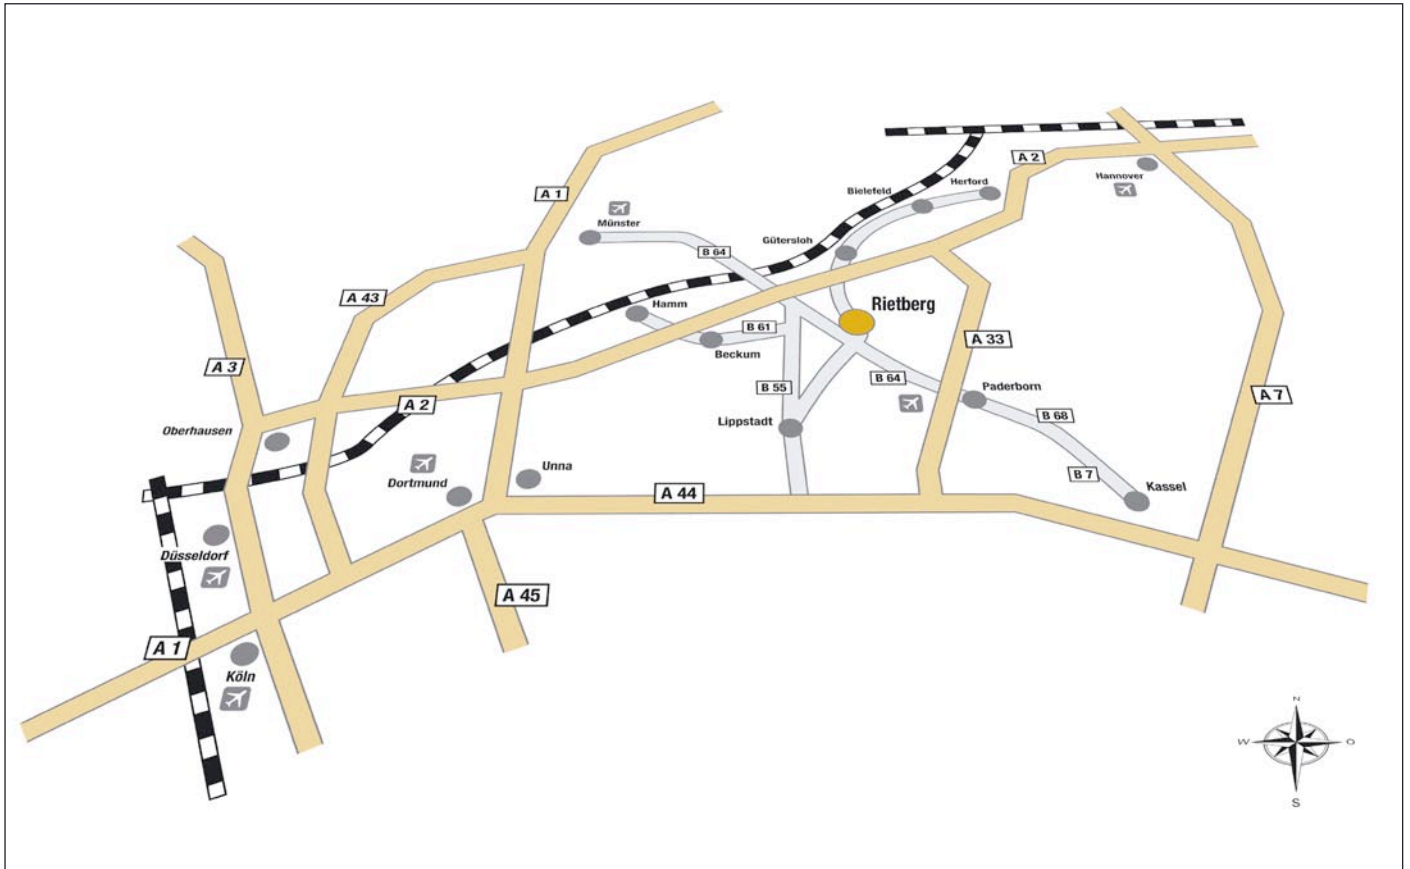 A 2
Herford
Hannover
Bielefeld
A 1
Münster
Gütersloh
B 64
A 43
Hamm
Rietberg
B 61
A 33
Beckum
A 3
B 64
B 55
Paderborn
A 7
A 2
B 68
Lippstadt
Oberhausen
Unna
B 7
Dortmund
A 44
Kassel
Düsseldorf
A 45
A 1
Köln
N
W
O
S